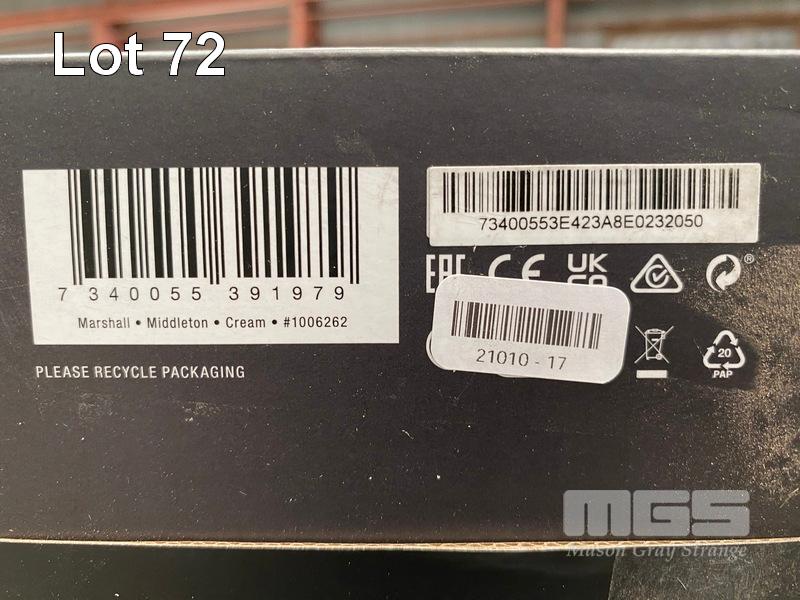 Lot 72
7 340055 391979
Marshall • Middleton • Cream • #1006262
PLEASE RECYCLE PACKAGING
73400553E423A8E0232050
EAC CE UK
21010 - 17
20
PAP
MGS
Mason Gray Strange